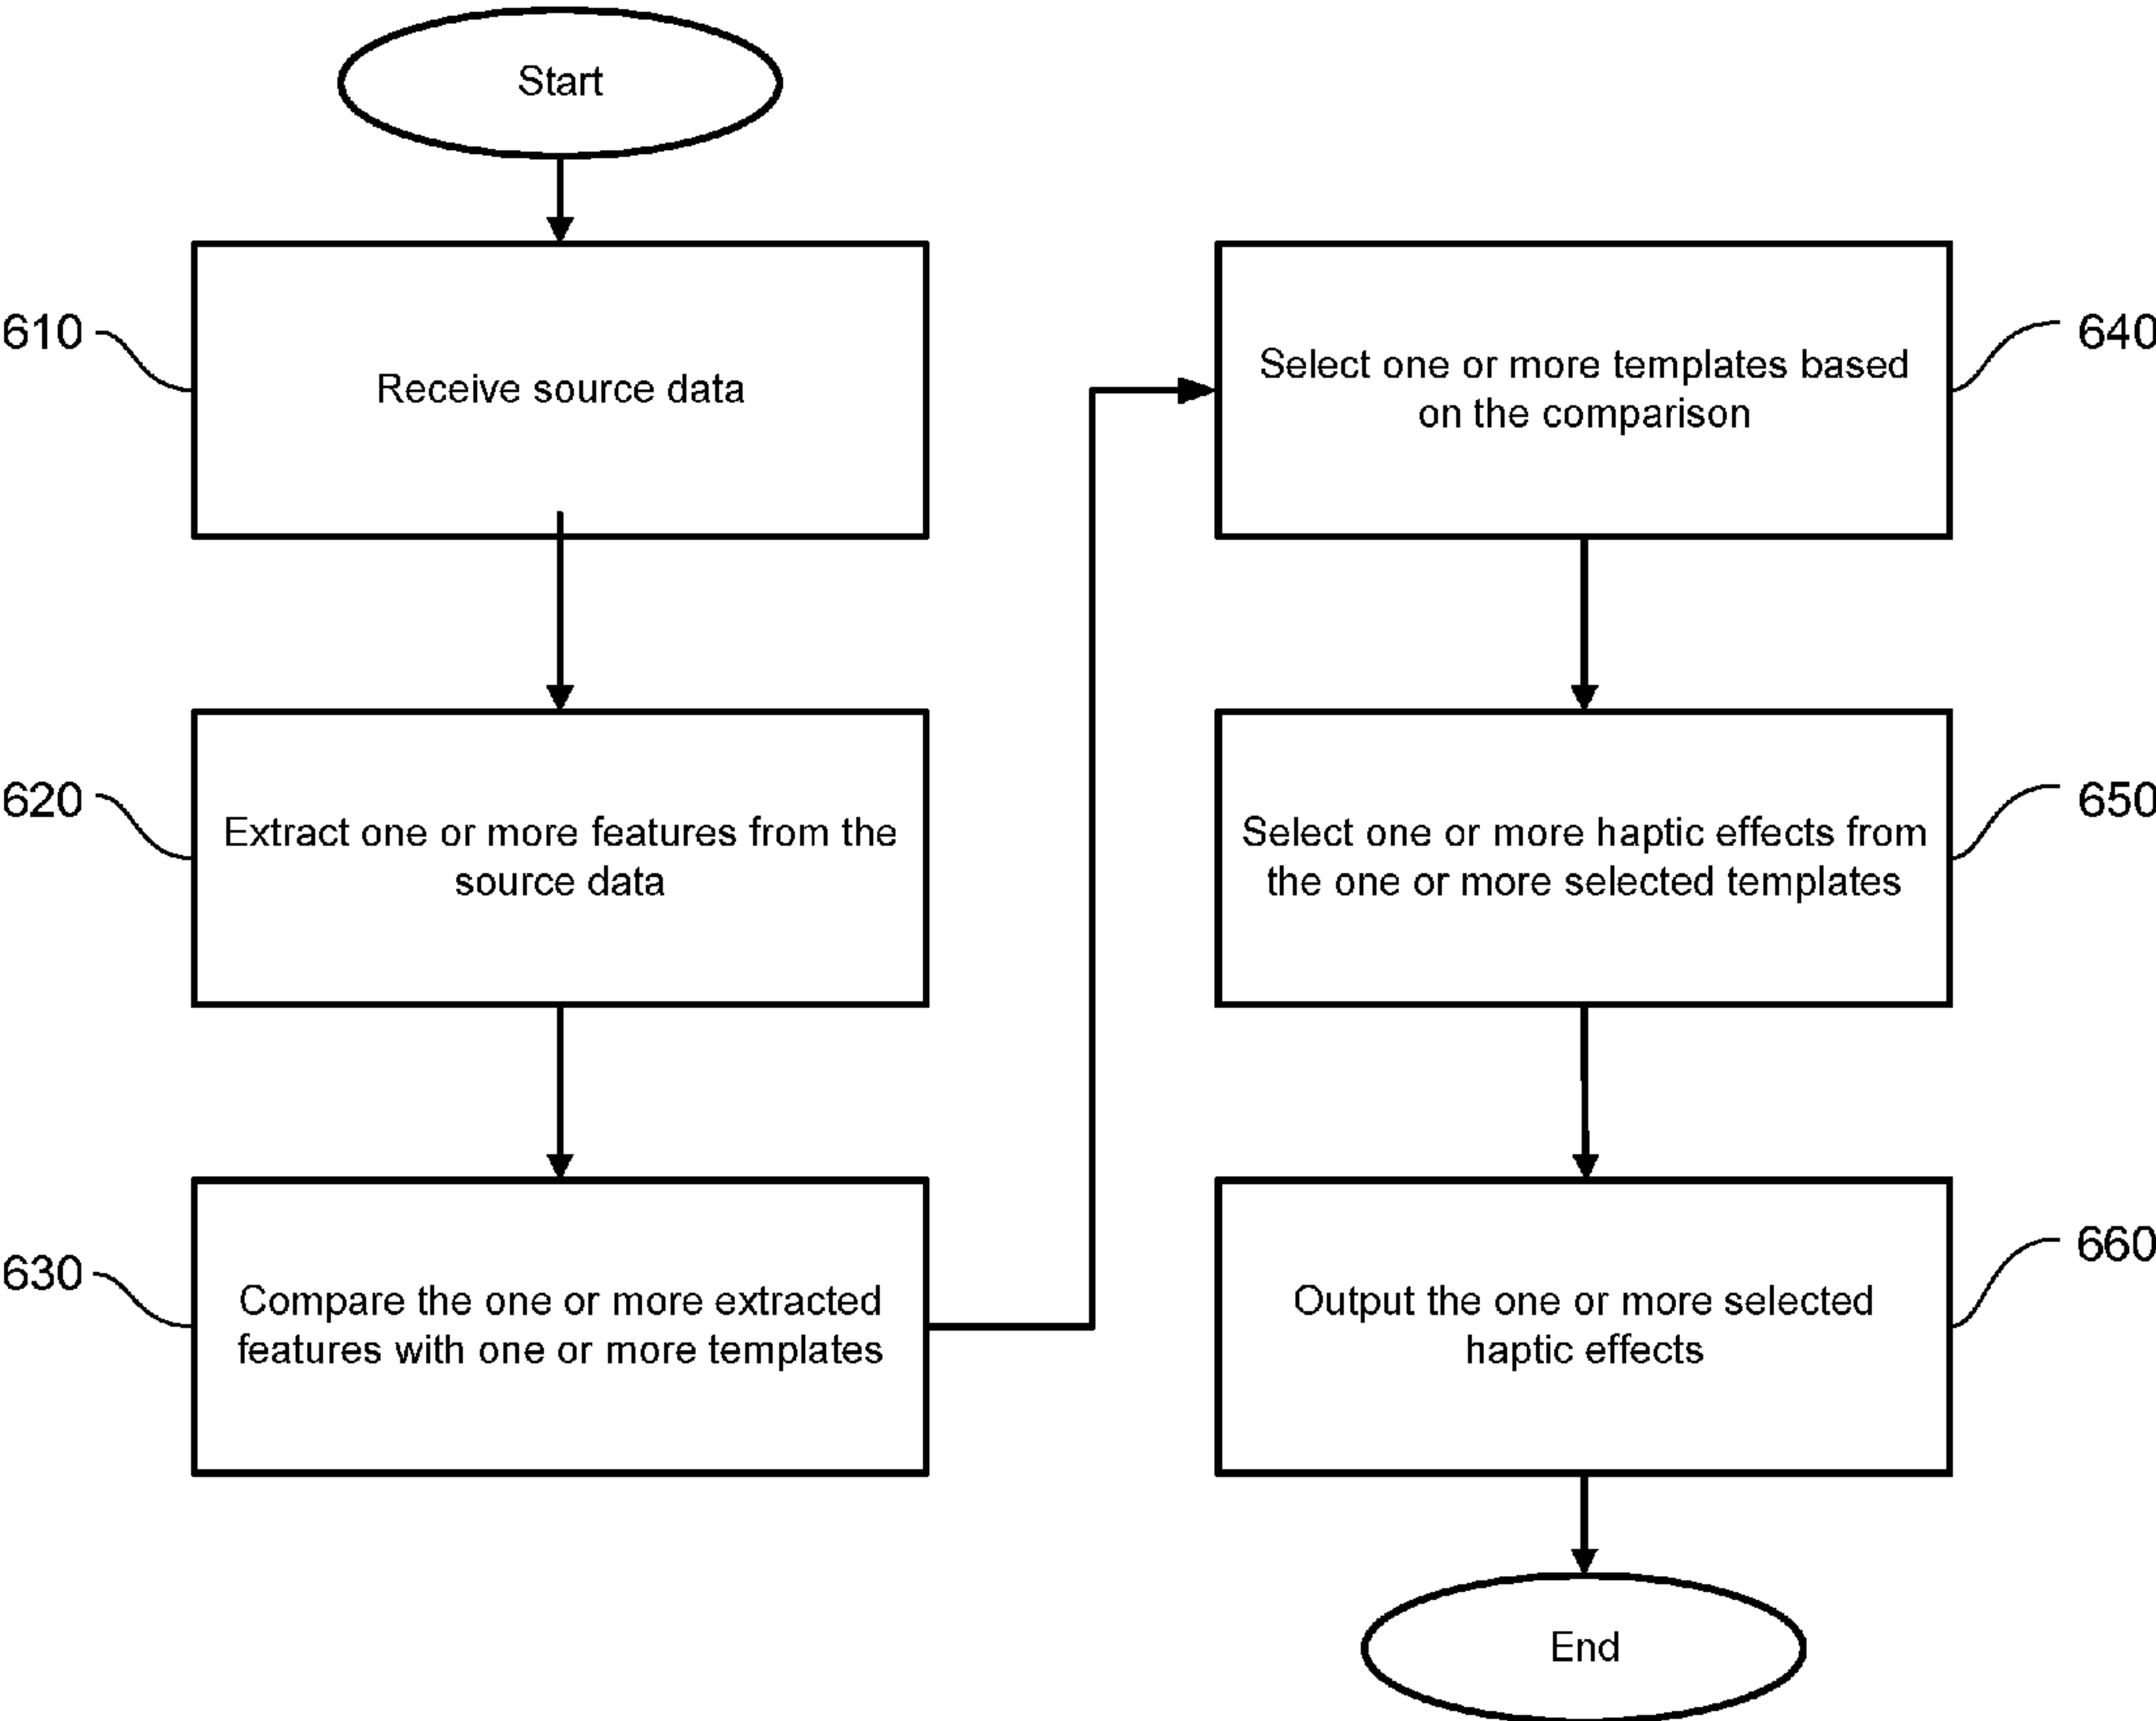 Start
610
Receive source data
620
Extract one or more features from the
source data
630
Compare the one or more extracted
features with one or more templates
640
Select one or more templates based
on the comparison
650
Select one or more haptic effects from
the one or more selected templates
660
Output the one or more selected
haptic effects
End